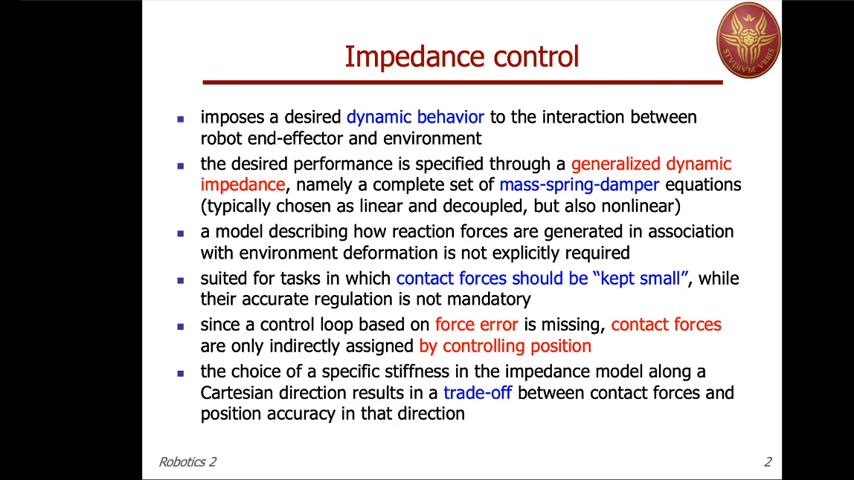 Impedance control
STVDIVM VRBIS
▪ imposes a desired dynamic behavior to the interaction between
robot end-effector and environment
▪ the desired performance is specified through a generalized dynamic
impedance, namely a complete set of mass-spring-damper equations
(typically chosen as linear and decoupled, but also nonlinear)
▪ a model describing how reaction forces are generated in association
with environment deformation is not explicitly required
▪ suited for tasks in which contact forces should be “kept small”, while
their accurate regulation is not mandatory
▪ since a control loop based on force error is missing, contact forces
are only indirectly assigned by controlling position
▪ the choice of a specific stiffness in the impedance model along a
Cartesian direction results in a trade-off between contact forces and
position accuracy in that direction
Robotics 2
2